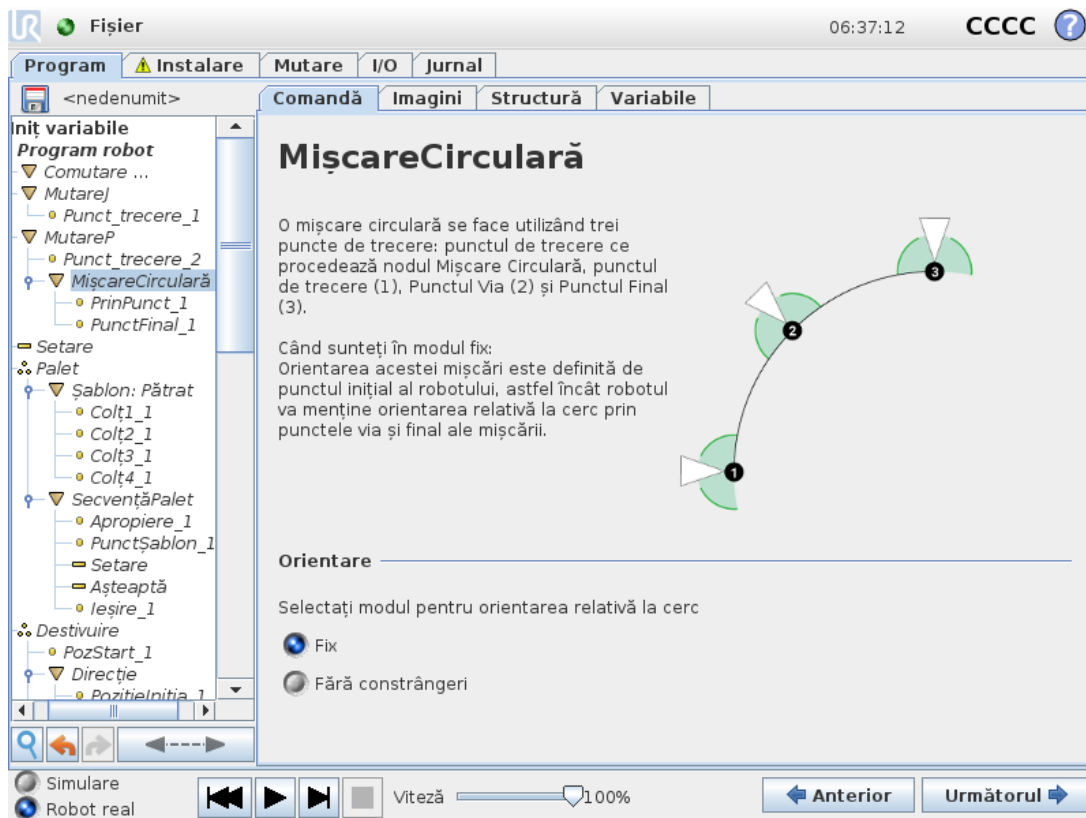 UR Fișier 06:37:12 CCCC ?
Program Instalare Mutare I/O Jurnal
<nedenumit>
Comandă Imagini Structură Variabile
Iniț variabile
Program robot
Comutare ...
MutareJ
Punct_trecere_1
MutareP
Punct_trecere_2
MișcareCirculară
PrinPunct_1
PunctFinal_1
Setare
Palet
Șablon: Pătrat
Colț1_1
Colț2_1
Colț3_1
Colț4_1
SecvențăPalet
Apropiere_1
PunctȘablon_1
Setare
Așteaptă
Ieșire_1
Destivuire
PozStart_1
Direcție
PozițieIniția_1
MișcareCirculară
O mișcare circulară se face utilizând trei
puncte de trecere: punctul de trecere ce
procedează nodul Mișcare Circulară, punctul
de trecere (1), Punctul Via (2) și Punctul Final
(3).
Când sunteți în modul fix:
Orientarea acestei mișcări este definită de
punctul inițial al robotului, astfel încât robotul
va menține orientarea relativă la cerc prin
punctele via și final ale mișcării.
3
2
1
Orientare
Selectați modul pentru orientarea relativă la cerc
Fix
Fără constrângeri
Simulare
Robot real
Viteză 100%
Anterior Următorul